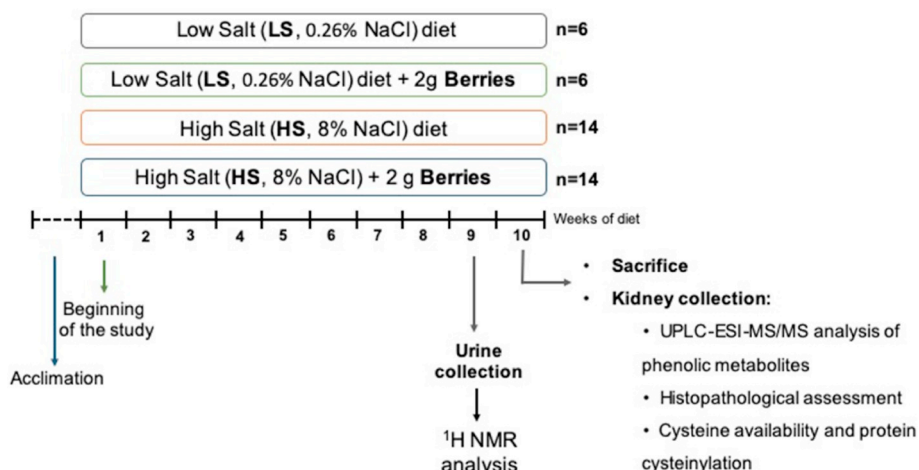 Low Salt (LS, 0.26% NaCl) diet
n=6
Low Salt (LS, 0.26% NaCl) diet + 2g Berries
n=6
High Salt (HS, 8% NaCl) diet
n=14
High Salt (HS, 8% NaCl) + 2 g Berries
n=14
Weeks of diet
1 2 3 4 5 6 7 8 9 10
Acclimation
Beginning
of the study
Urine
collection
¹H NMR
analysis
• Sacrifice
• Kidney collection:
• UPLC-ESI-MS/MS analysis of
phenolic metabolites
• Histopathological assessment
• Cysteine availability and protein
cysteinylation